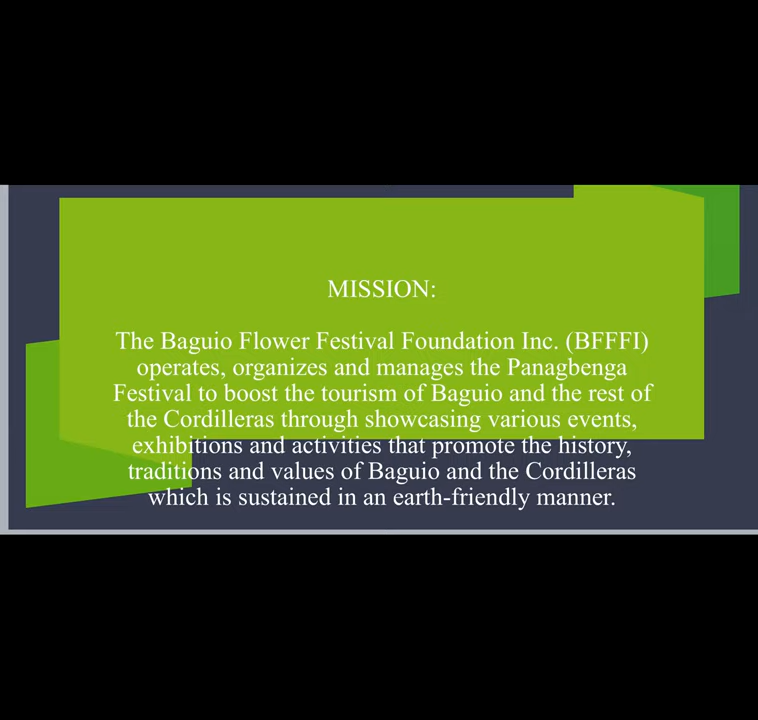 MISSION:
The Baguio Flower Festival Foundation Inc. (BFFFI)
operates, organizes and manages the Panagbenga
Festival to boost the tourism of Baguio and the rest of
the Cordilleras through showcasing various events,
exhibitions and activities that promote the history,
traditions and values of Baguio and the Cordilleras
which is sustained in an earth-friendly manner.